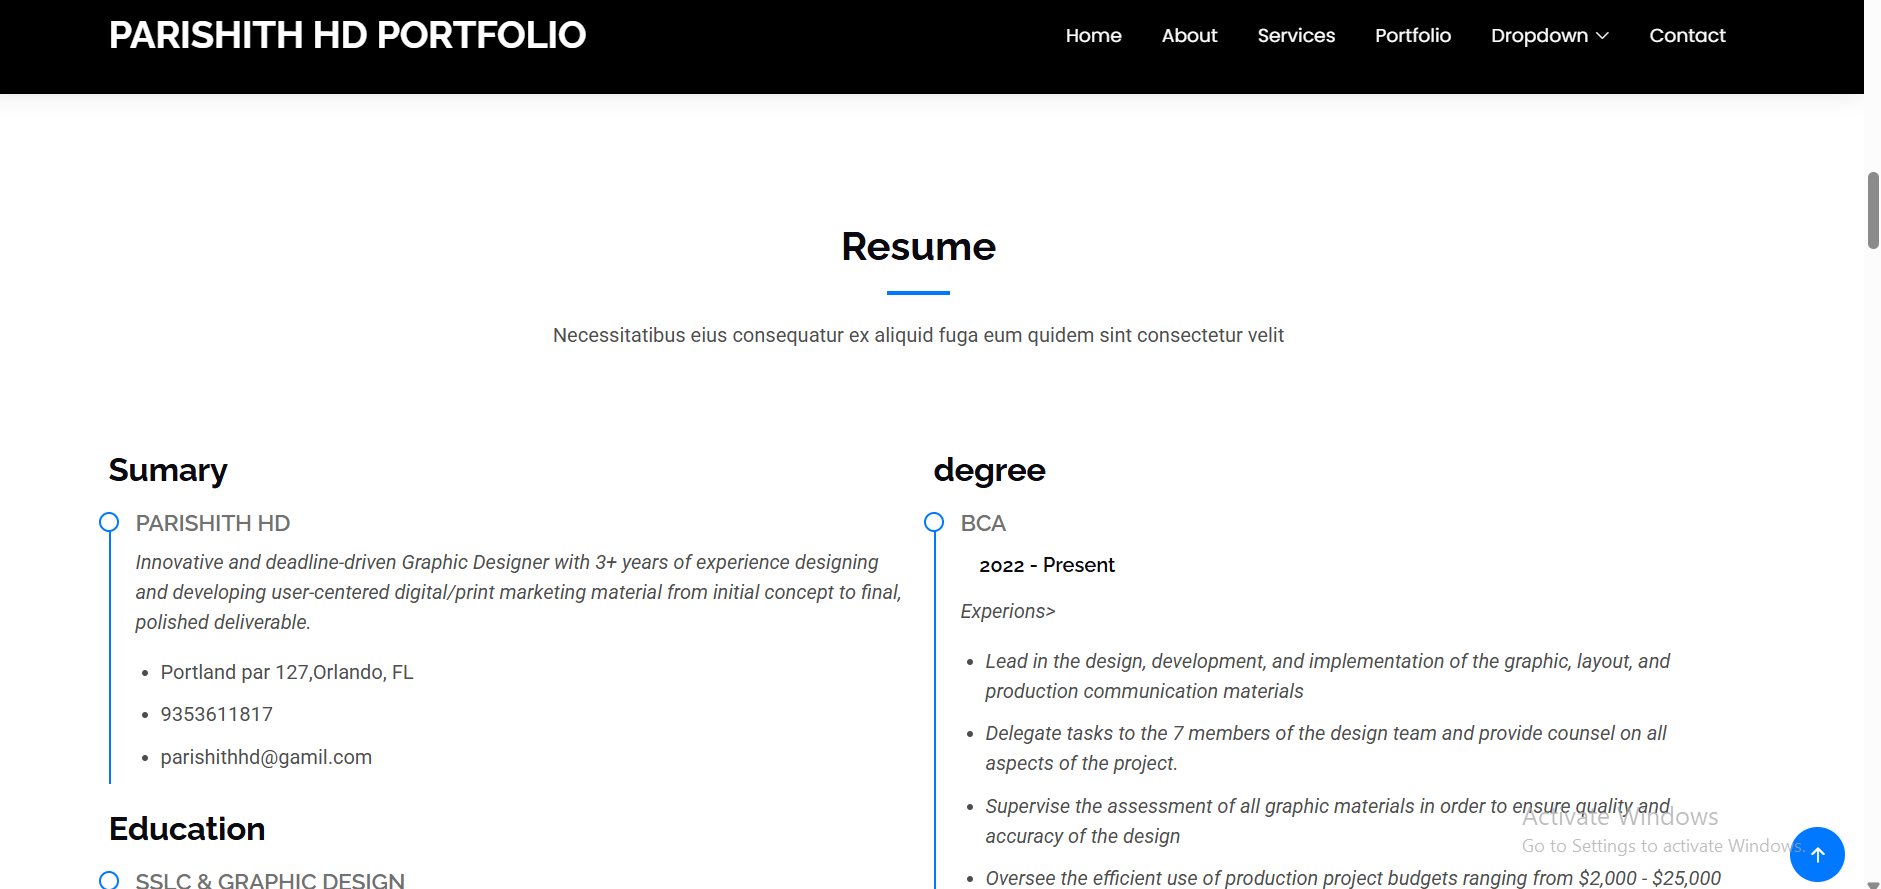 PARISHITH HD PORTFOLIO
Home About Services Portfolio Dropdown Contact
Resume
Necessitatibus eius consequatur ex aliquid fuga eum quidem sint consectetur velit
Sumary
PARISHITH HD
Innovative and deadline-driven Graphic Designer with 3+ years of experience designing
and developing user-centered digital/print marketing material from initial concept to final,
polished deliverable.
• Portland par 127,Orlando, FL
• 9353611817
• parishithhd@gamil.com
Education
SSLC & GRAPHIC DESIGN
degree
BCA
2022 - Present
Experions>
• Lead in the design, development, and implementation of the graphic, layout, and
production communication materials
• Delegate tasks to the 7 members of the design team and provide counsel on all
aspects of the project.
• Supervise the assessment of all graphic materials in order to ensure quality and
accuracy of the design
• Oversee the efficient use of production project budgets ranging from $2,000 - $25,000
Activate Windows
Go to Settings to activate Windows.